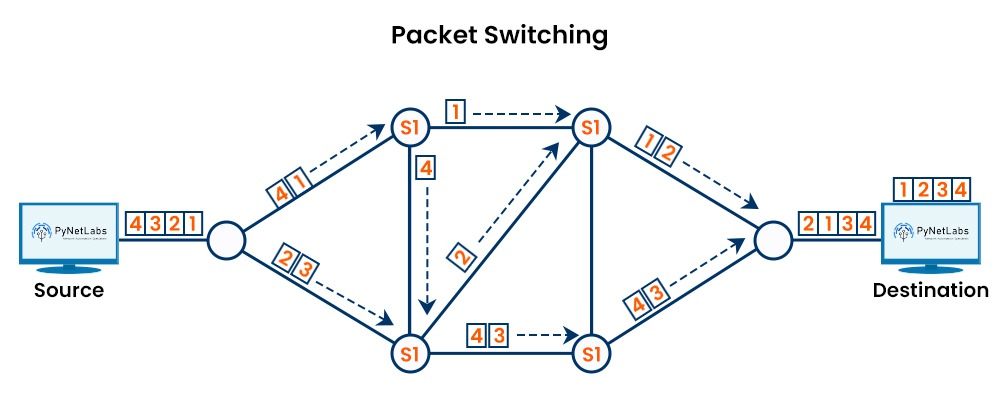 Packet Switching
S1
1
S1
1 2
4 1
4
1 2 3 4
PyNetLabs
4 3 2 1
2
2 1 3 4
PyNetLabs
2 3
Source
4 3
Destination
S1
4 3
S1